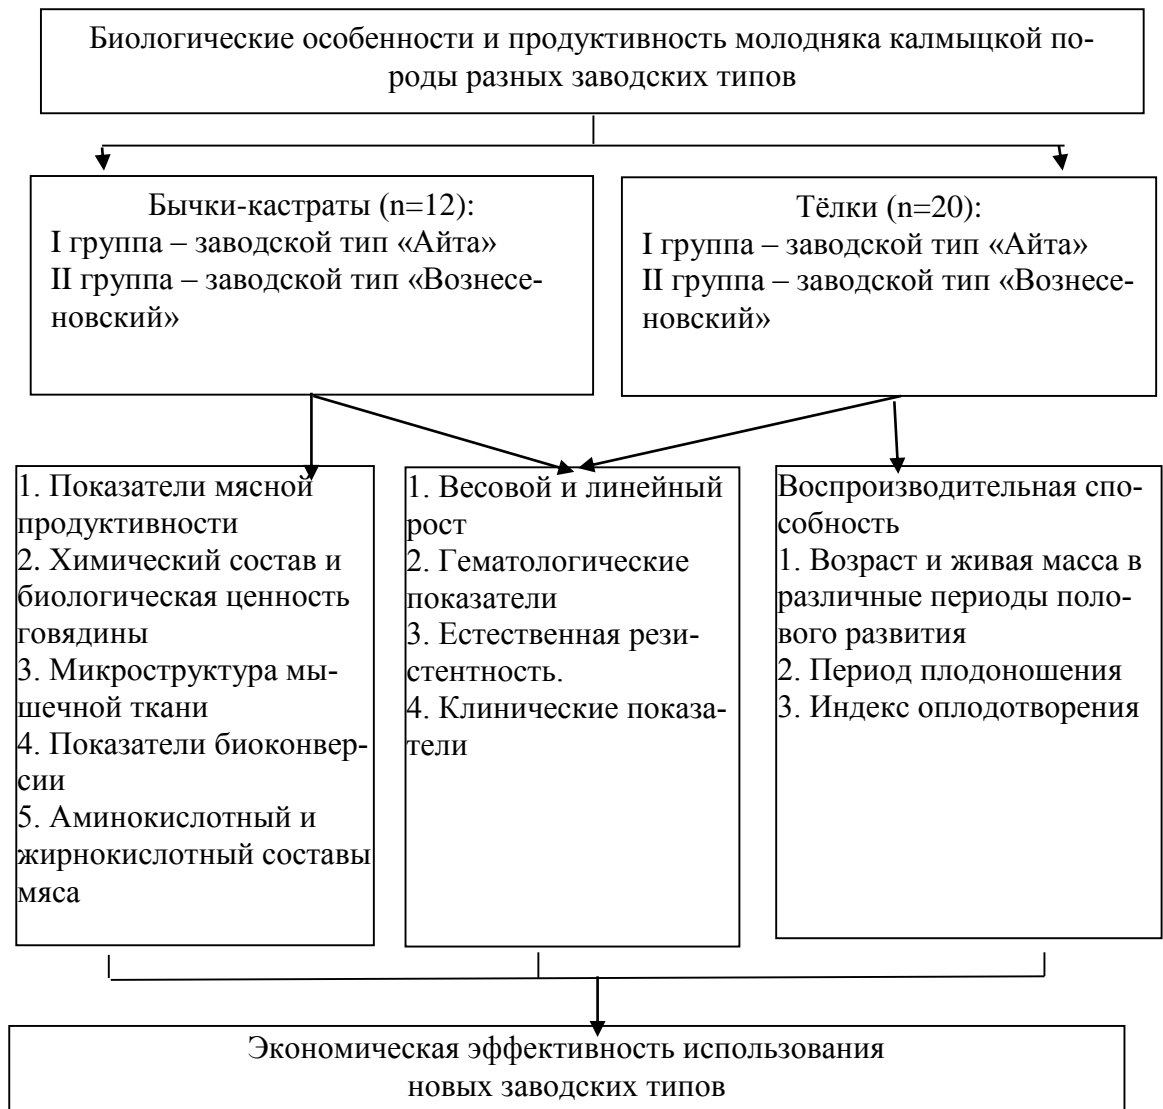 Биологические особенности и продуктивность молодняка калмыцкой по-
роды разных заводских типов
Бычки-кастраты (n=12):
I группа – заводской тип «Айта»
II группа – заводской тип «Вознесе-
новский»
Тёлки (n=20):
I группа – заводской тип «Айта»
II группа – заводской тип «Вознесе-
новский»
1. Показатели мясной
продуктивности
2. Химический состав и
биологическая ценность
говядины
3. Микроструктура мы-
шечной ткани
4. Показатели биоконвер-
сии
5. Аминокислотный и
жирнокислотный составы
мяса
1. Весовой и линейный
рост
2. Гематологические
показатели
3. Естественная рези-
стентность.
4. Клинические показа-
тели
Воспроизводительная спо-
собность
1. Возраст и живая масса в
различные периоды поло-
вого развития
2. Период плодоношения
3. Индекс оплодотворения
Экономическая эффективность использования
новых заводских типов